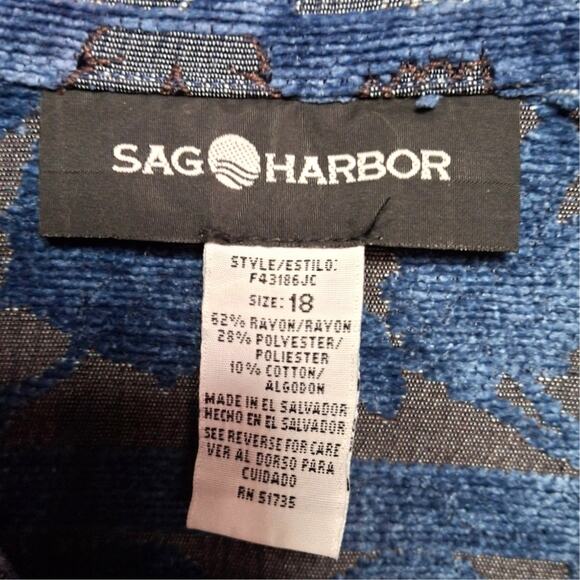 SAG HARBOR
STYLE/ESTILO:
F43186JC
SIZE: 18
62% RAYON/RAYON
28% POLYESTER/
POLIESTER
10% COTTON/
ALGODON
MADE IN EL SALVADOR
HECHO EN EL SALVADOR
SEE REVERSE FOR CARE
VER AL DORSO PARA
CUIDADO
RN 51735